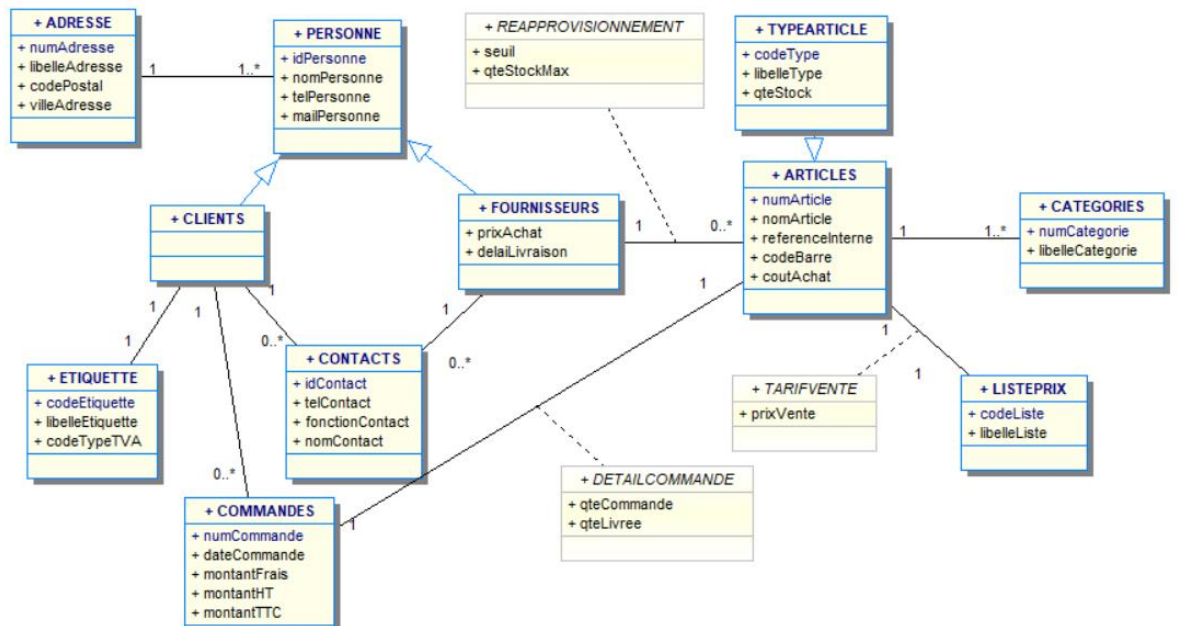 + ADRESSE
+ numAdresse
+ libelleAdresse
+ codePostal
+ villeAdresse
1
1..*
+ PERSONNE
+ idPersonne
+ nomPersonne
+ telPersonne
+ mailPersonne
+ REAPPROVISIONNEMENT
+ seuil
+ qteStockMax
+ TYPEARTICLE
+ codeType
+ libelleType
+ qteStock
+ CLIENTS
+ FOURNISSEURS
+ prixAchat
+ delaiLivraison
1
0..*
+ ARTICLES
+ numArticle
+ nomArticle
+ referenceInterne
+ codeBarre
+ coutAchat
1
1..*
+ CATEGORIES
+ numCategorie
+ libelleCategorie
1
1
1
1
1
1
0..*
0..*
+ ETIQUETTE
+ codeEtiquette
+ libelleEtiquette
+ codeTypeTVA
+ CONTACTS
+ idContact
+ telContact
+ fonctionContact
+ nomContact
1
1
+ TARIFVENTE
+ prixVente
+ LISTEPRIX
+ codeListe
+ libelleListe
0..*
1
+ DETAILCOMMANDE
+ qteCommande
+ qteLivree
+ COMMANDES
+ numCommande
+ dateCommande
+ montantFrais
+ montantHT
+ montantTTC